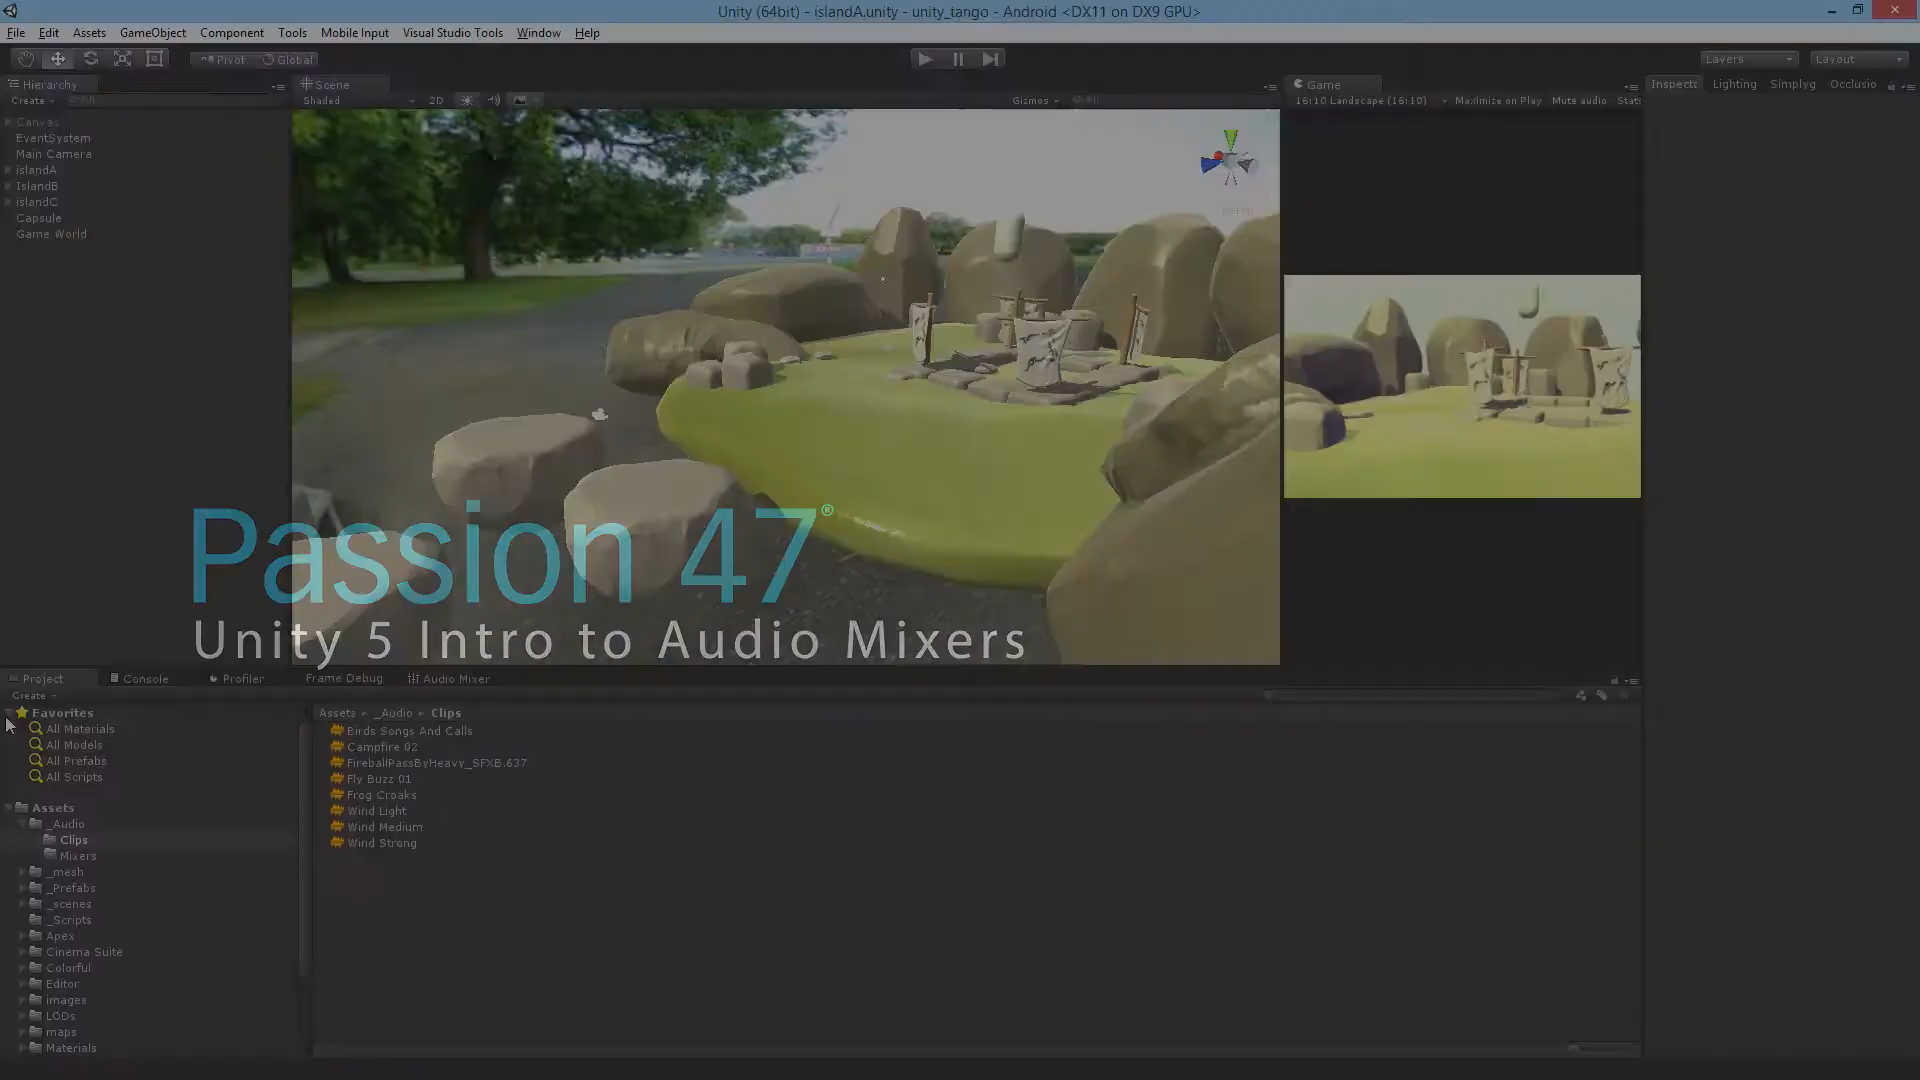 Unity (64bit) - islandA.unity - unity_tango - Android <DX11 on DX9 GPU>
File Edit Assets GameObject Component Tools Mobile Input Visual Studio Tools Window Help
Pivot Global Layers Layout
Hierarchy Scene Game Inspecto Lighting Simplyg Occlusio
Create Shaded 2D Gizmos 16:10 Landscape (16:10) Maximize on Play Mute audio Stats
Canvas
EventSystem
Main Camera
islandA
IslandB
islandC
Capsule
Game World
Passion 47®
Unity 5 Intro to Audio Mixers
Project Console Profiler Frame Debug Audio Mixer
Create
Favorites
All Materials
All Models
All Prefabs
All Scripts
Assets
_Audio
Clips
Mixers
_mesh
_Prefabs
_scenes
_Scripts
Apex
Cinema Suite
Colorful
Editor
images
LODs
maps
Materials
Assets _Audio Clips
Birds Songs And Calls
Campfire 02
FireballPassByHeavy_SFXB.637
Fly Buzz 01
Frog Croaks
Wind Light
Wind Medium
Wind Strong